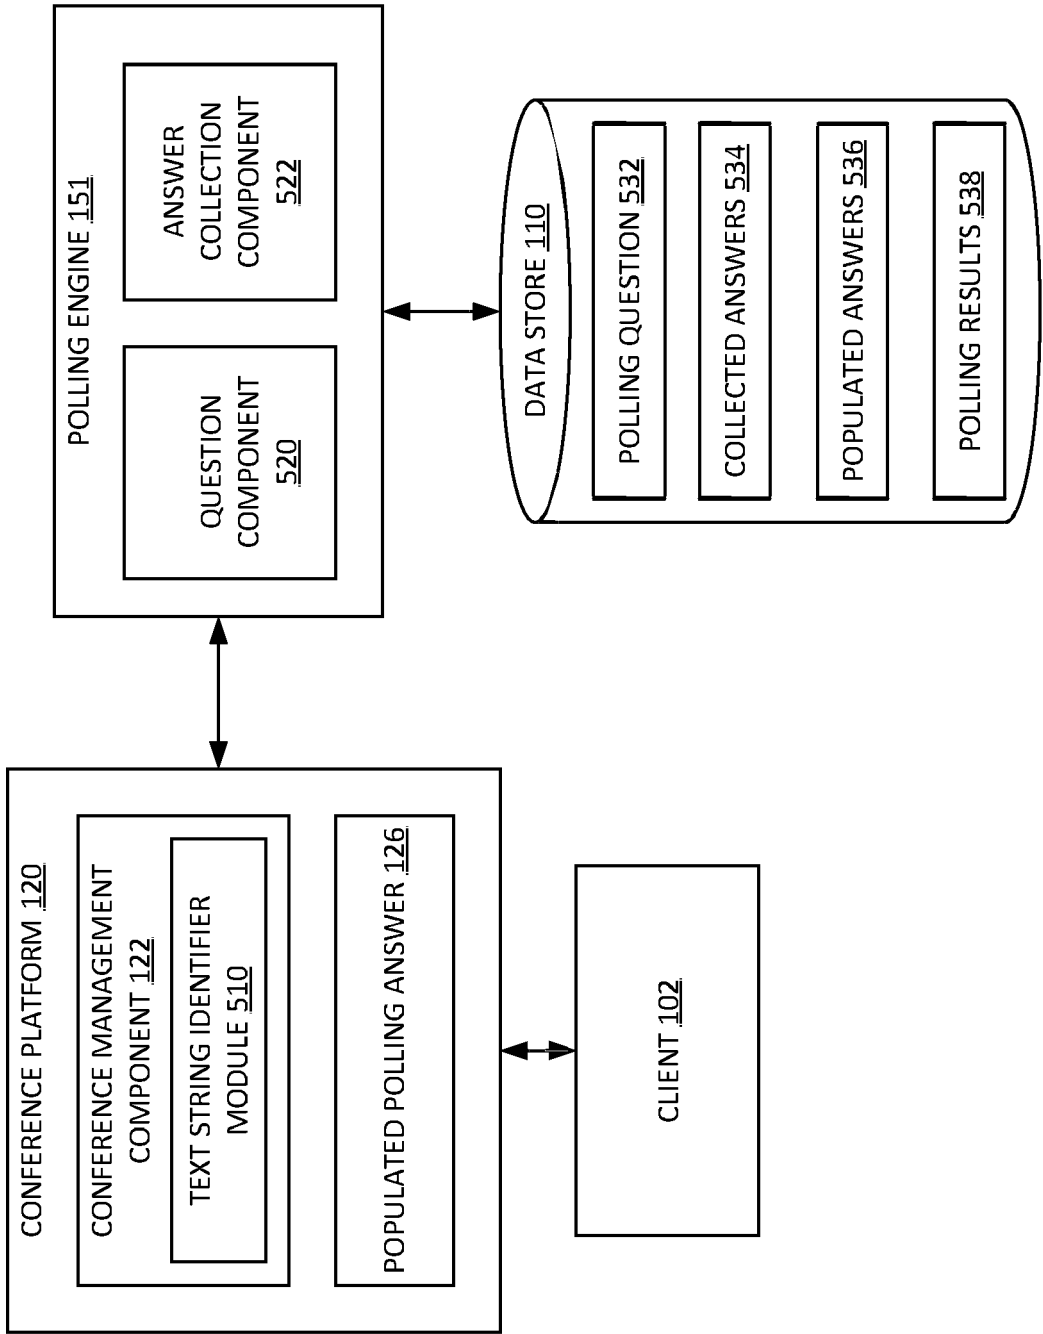 CONFERENCE PLATFORM 120
CONFERENCE MANAGEMENT
COMPONENT 122
TEXT STRING IDENTIFIER
MODULE 510
POPULATED POLLING ANSWER 126
CLIENT 102
POLLING ENGINE 151
QUESTION
COMPONENT
520
ANSWER
COLLECTION
COMPONENT
522
DATA STORE 110
POLLING QUESTION 532
COLLECTED ANSWERS 534
POPULATED ANSWERS 536
POLLING RESULTS 538